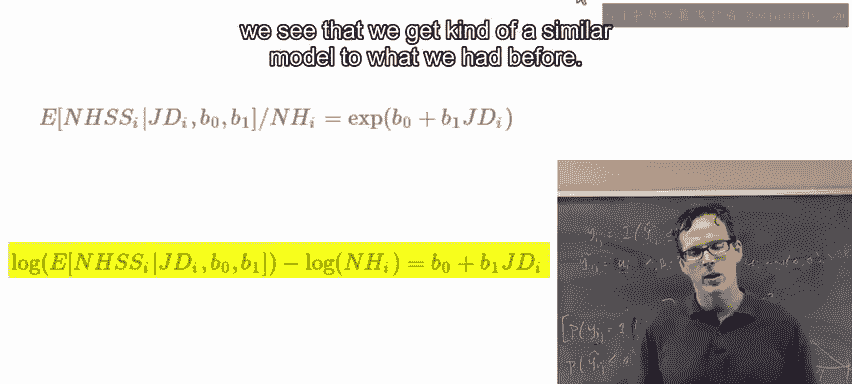 we see that we get kind of a similar
model to what we had before.
E[NHSS_i|JD_i, b_0, b_1]/NH_i = exp(b_0 + b_1JD_i)
log(E[NHSS_i|JD_i, b_0, b_1]) − log(NH_i) = b_0 + b_1JD_i